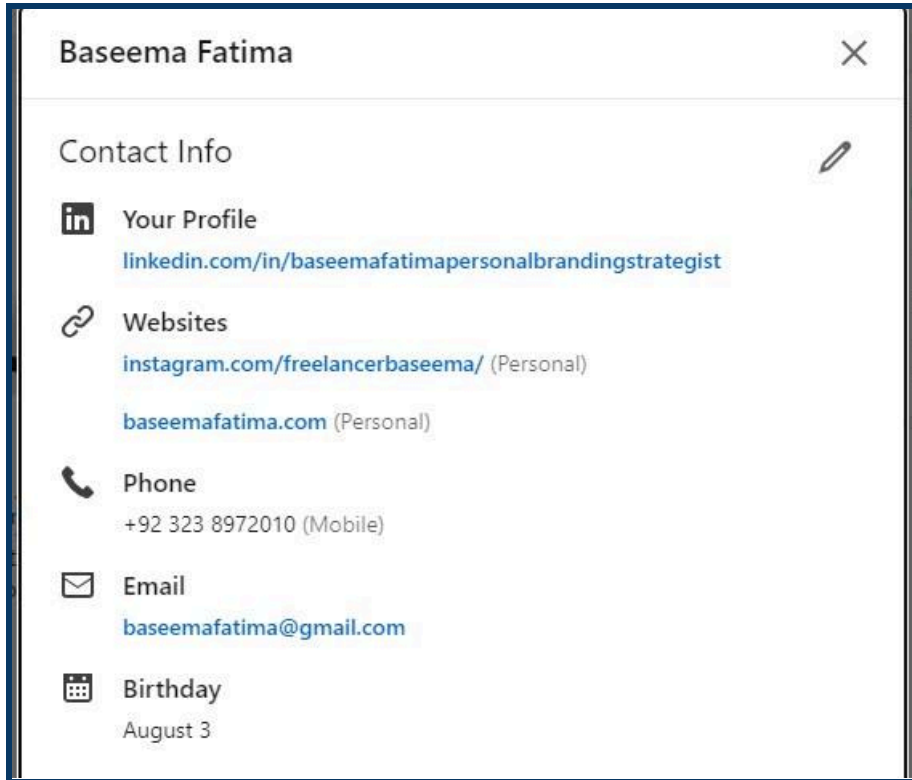 Baseema Fatima
Contact Info
in Your Profile
linkedin.com/in/baseemafatimapersonalbrandingstrategist
Websites
instagram.com/freelancerbaseema/ (Personal)
baseemafatima.com (Personal)
Phone
+92 323 8972010 (Mobile)
Email
baseemafatima@gmail.com
Birthday
August 3